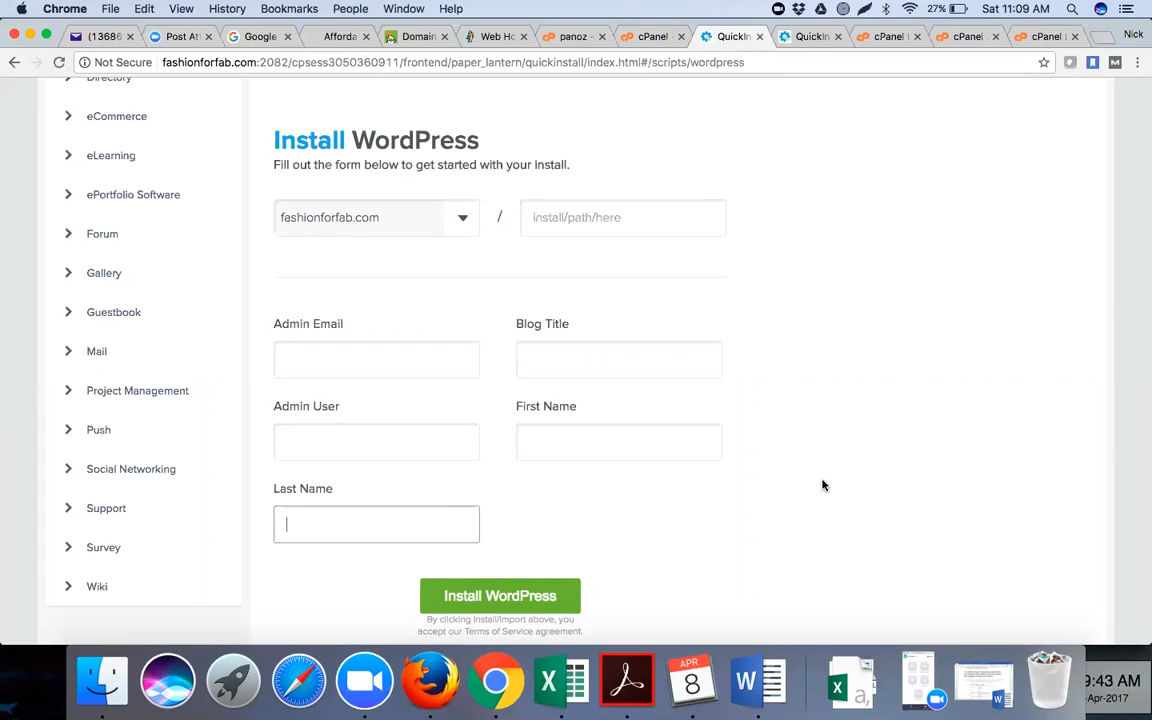 Chrome File Edit View History Bookmarks People Window Help 27% Sat 11:09 AM
(13686 Post At Google Afforda Domain Web Ho panoz - cPanel QuickIn QuickIn cPanel cPanel cPanel Nick
Not Secure fashionforfab.com:2082/cpsess3050360911/frontend/paper_lantern/quickinstall/index.html#/scripts/wordpress
Directory
eCommerce
eLearning
ePortfolio Software
Forum
Gallery
Guestbook
Mail
Project Management
Push
Social Networking
Support
Survey
Wiki
Install WordPress
Fill out the form below to get started with your install.
fashionforfab.com / install/path/here
Admin Email Blog Title
Admin User First Name
Last Name
Install WordPress
By clicking Install/Import above, you
accept our Terms of Service agreement.
APR
8
X
W
X
a,
9:43 AM
-Apr-2017